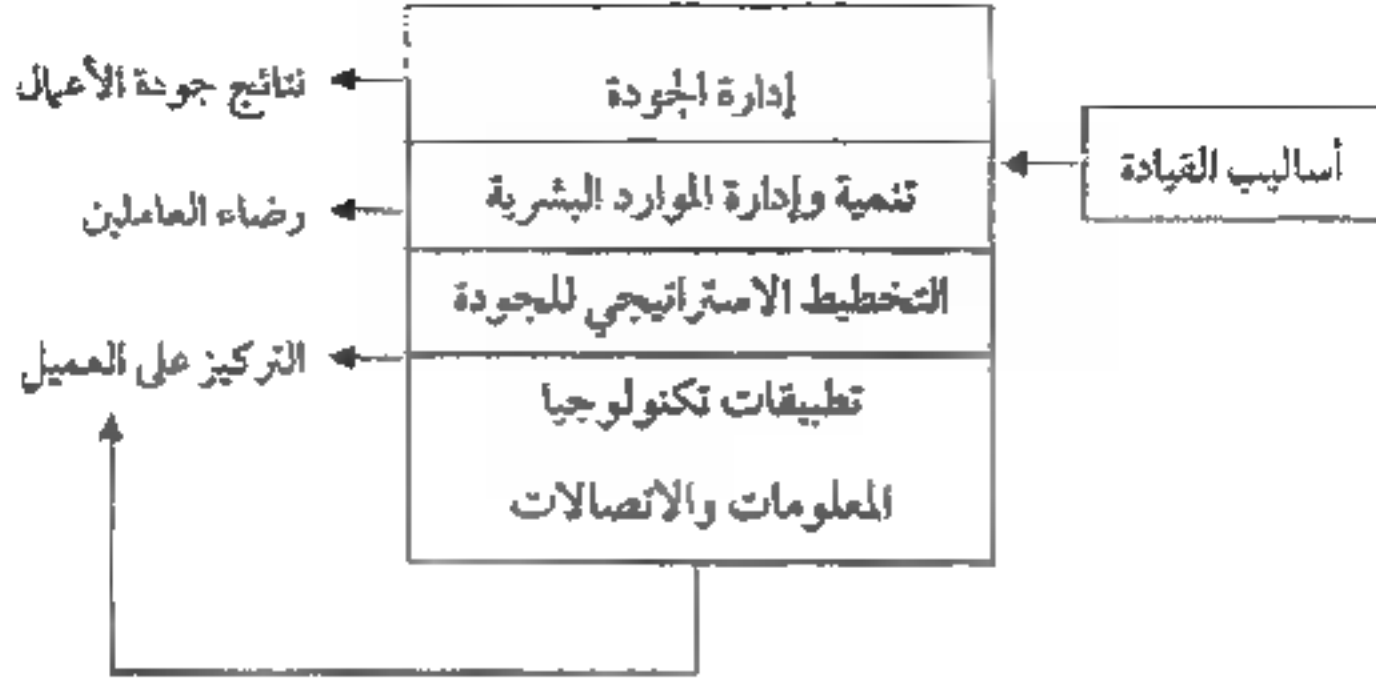 أساليب القيادة
إدارة الجودة
تنمية وإدارة الموارد البشرية
التخطيط الاستراتيجي للجودة
تطبيقات تكنولوجيا
المعلومات والاتصالات
نتائج جودة الأعمال
رضاء العاملين
التركيز على العميل